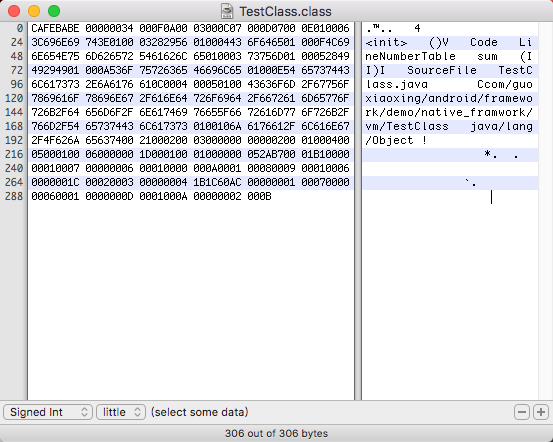 TestClass.class
0 CAFEBABE 00000034 000F0A00 03000C07 000D0700 0E010006 .™.. 4
24 3C696E69 743E0100 03282956 01000443 6F646501 000F4C69 <init> ()V Code Li
48 6E654E75 6D626572 5461626C 65010003 73756D01 00052849 neNumberTable sum (I
72 49294901 000A536F 75726365 46696C65 01000E54 65737443 I)I SourceFile TestC
96 6C617373 2E6A6176 610C0004 00050100 43636F6D 2F67756F lass.java Ccom/guo
120 7869616F 78696E67 2F616E64 726F6964 2F667261 6D65776F xiaoxing/android/framewo
144 726B2F64 656D6F2F 6E617469 76655F66 72616D77 6F726B2F rk/demo/native_framwork/
168 766D2F54 65737443 6C617373 0100106A 6176612F 6C616E67 vm/TestClass java/lang
192 2F4F626A 65637400 21000200 03000000 00000200 01000400 /Object !
216 05000100 06000000 1D000100 01000000 052AB700 01B10000 *. .
240 00010007 00000006 00010000 000A0001 00080009 00010006
264 0000001C 00020003 00000004 1B1C60AC 00000001 00070000 `.
288 00060001 0000000D 0001000A 00000002 000B
Signed Int little (select some data)
306 out of 306 bytes